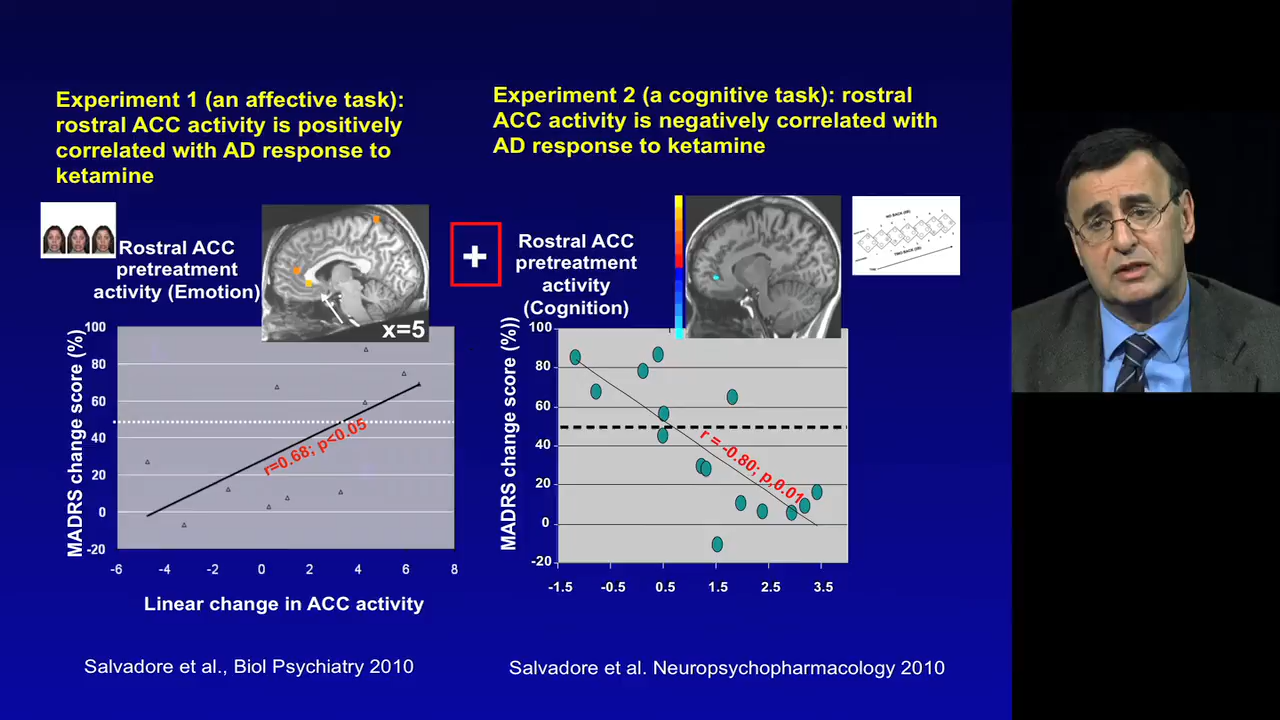 Experiment 1 (an affective task):
rostral ACC activity is positively
correlated with AD response to
ketamine
Rostral ACC
pretreatment
activity (Emotion)
x=5
MADRS change score (%)
100
80
60
40
20
0
-20
r=0.68; p<0.05
-6 -4 -2 0 2 4 6 8
Linear change in ACC activity
Salvadore et al., Biol Psychiatry 2010
+
Experiment 2 (a cognitive task): rostral
ACC activity is negatively correlated with
AD response to ketamine
Rostral ACC
pretreatment
activity
(Cognition)
NO BACK
TWO BACK
MADRS change score (%))
100
80
60
40
20
0
-20
r = -0.80; p,0.01
-1.5 -0.5 0.5 1.5 2.5 3.5
Salvadore et al. Neuropsychopharmacology 2010